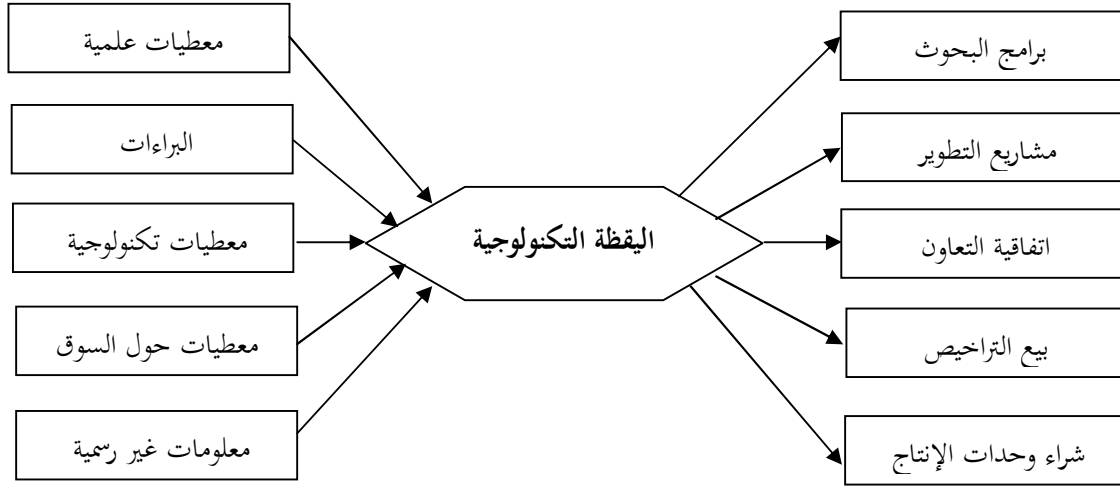 معطيات علمية
البراءات
معطيات تكنولوجية
معطيات حول السوق
معلومات غير رسمية
اليقظة التكنولوجية
برامج البحوث
مشاريع التطوير
اتفاقية التعاون
بيع التراخيص
شراء وحدات الإنتاج